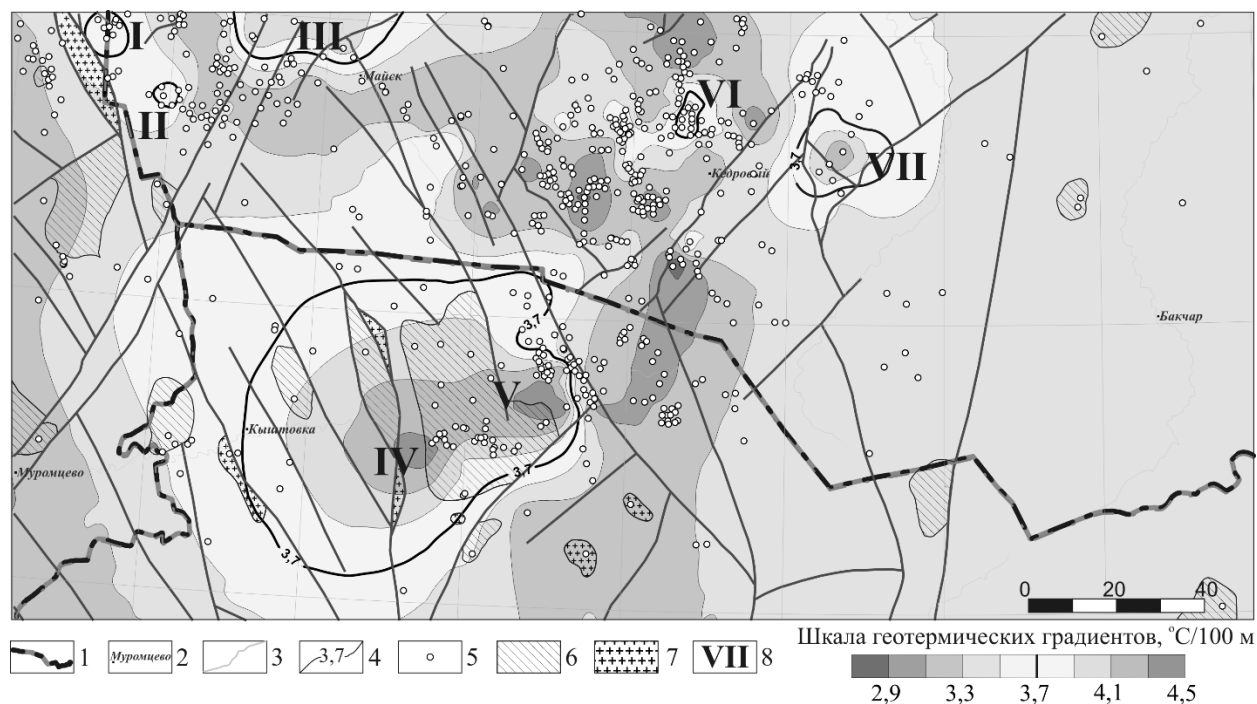 I
III
II
Майск
VI
3,7
VII
Кедровый
3,7
V
Бакчар
Кыштовка
IV
3,7
Муромцево
3,7
0 20 40
Шкала геотермических градиентов, °С/100 м
1 Муромцево 2 3 3,7 4 5 6 7 VII 8
2,9 3,3 3,7 4,1 4,5